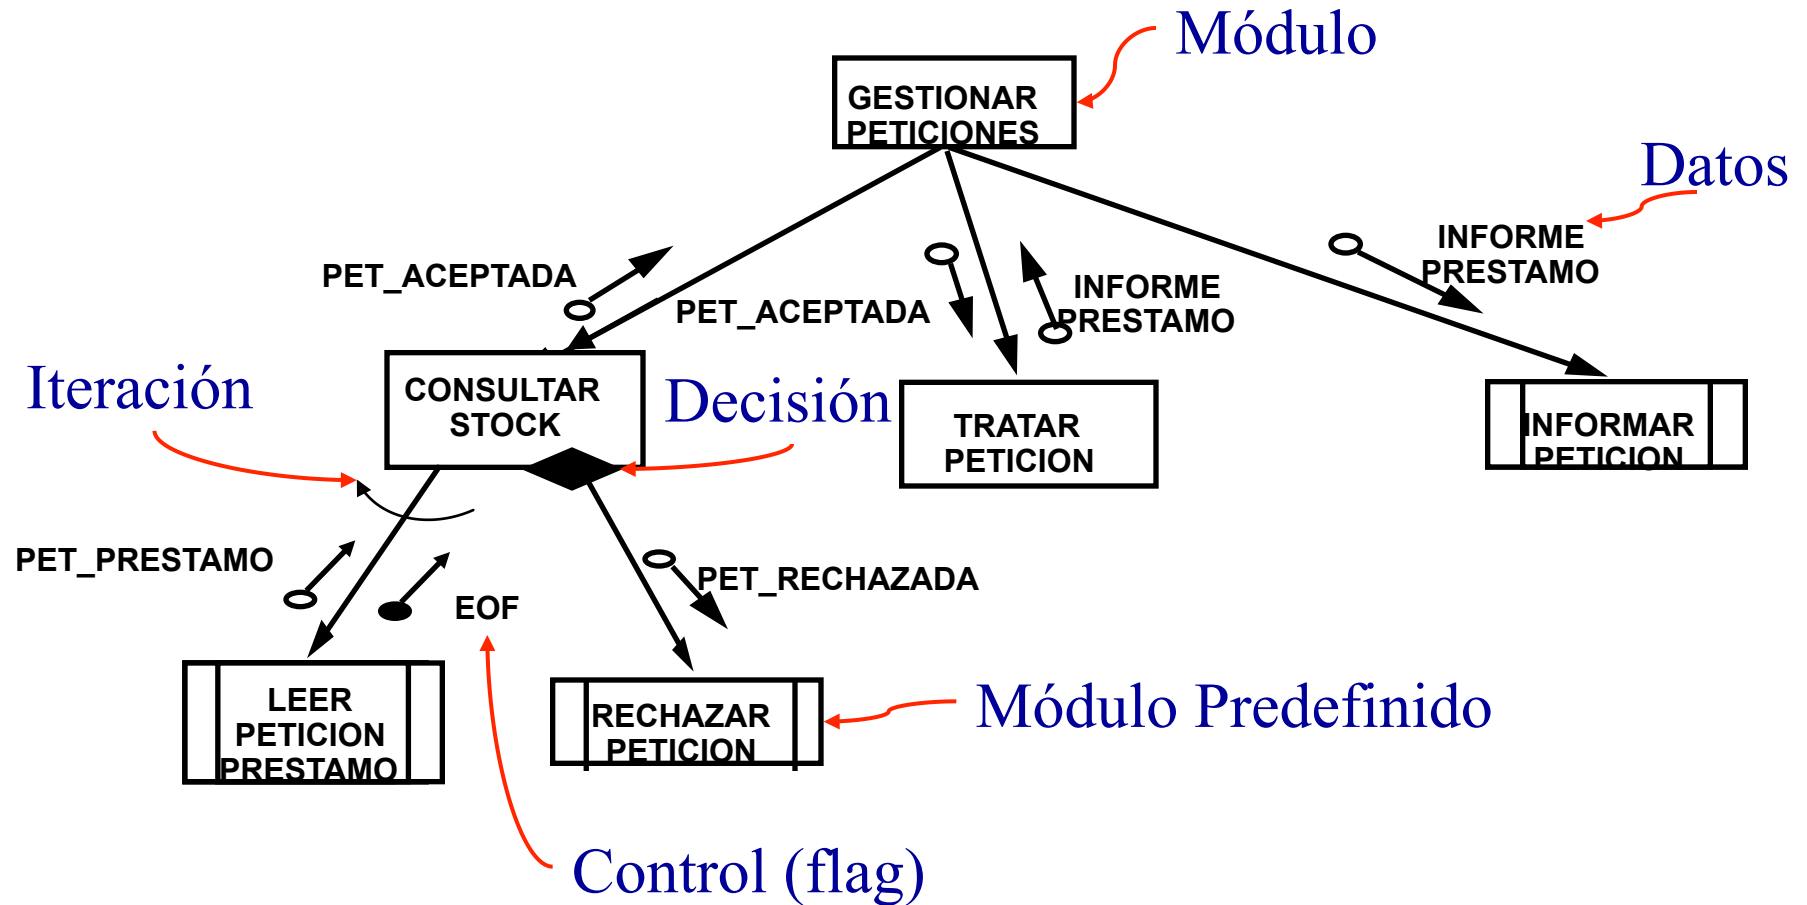 Módulo
GESTIONAR
PETICIONES
Datos
INFORME
PRESTAMO
PET_ACEPTADA
PET_ACEPTADA
INFORME
PRESTAMO
Iteración
CONSULTAR
STOCK
Decisión
TRATAR
PETICION
INFORMAR
PETICION
PET_PRESTAMO
EOF
PET_RECHAZADA
LEER
PETICION
PRESTAMO
RECHAZAR
PETICION
Módulo Predefinido
Control (flag)